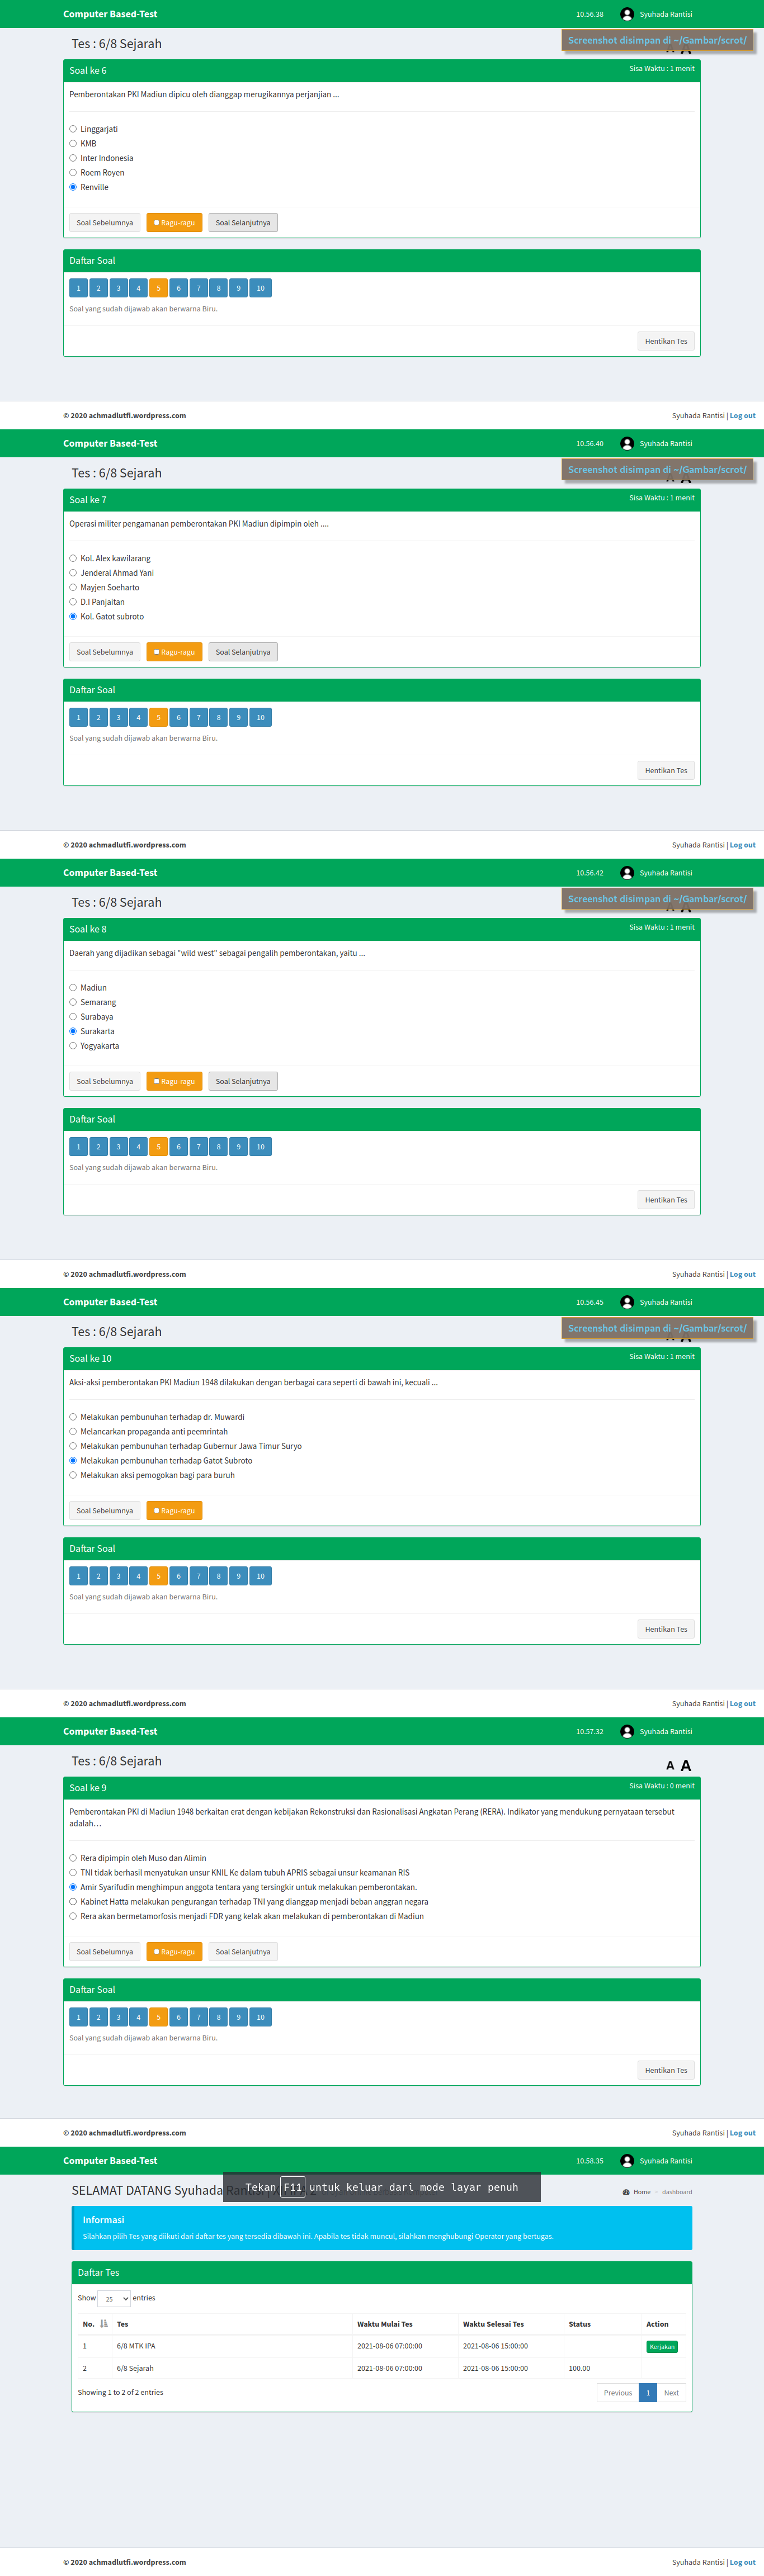 Computer Based-Test 10.56.38 Syuhada Rantisi
Screenshot disimpan di ~/Gambar/scrot/
Tes : 6/8 Sejarah
Soal ke 6 Sisa Waktu : 1 menit
Pemberontakan PKI Madiun dipicu oleh dianggap merugikannya perjanjian ...
Linggarjati
KMB
Inter Indonesia
Roem Royen
Renville
Soal Sebelumnya Ragu-ragu Soal Selanjutnya
Daftar Soal
1 2 3 4 5 6 7 8 9 10
Soal yang sudah dijawab akan berwarna Biru.
Hentikan Tes
© 2020 achmadlutfi.wordpress.com Syuhada Rantisi | Log out
Computer Based-Test 10.56.40 Syuhada Rantisi
Screenshot disimpan di ~/Gambar/scrot/
Tes : 6/8 Sejarah
Soal ke 7 Sisa Waktu : 1 menit
Operasi militer pengamanan pemberontakan PKI Madiun dipimpin oleh ....
Kol. Alex kawilarang
Jenderal Ahmad Yani
Mayjen Soeharto
D.I Panjaitan
Kol. Gatot subroto
Soal Sebelumnya Ragu-ragu Soal Selanjutnya
Daftar Soal
1 2 3 4 5 6 7 8 9 10
Soal yang sudah dijawab akan berwarna Biru.
Hentikan Tes
© 2020 achmadlutfi.wordpress.com Syuhada Rantisi | Log out
Computer Based-Test 10.56.42 Syuhada Rantisi
Screenshot disimpan di ~/Gambar/scrot/
Tes : 6/8 Sejarah
Soal ke 8 Sisa Waktu : 1 menit
Daerah yang dijadikan sebagai "wild west" sebagai pengalih pemberontakan, yaitu ...
Madiun
Semarang
Surabaya
Surakarta
Yogyakarta
Soal Sebelumnya Ragu-ragu Soal Selanjutnya
Daftar Soal
1 2 3 4 5 6 7 8 9 10
Soal yang sudah dijawab akan berwarna Biru.
Hentikan Tes
© 2020 achmadlutfi.wordpress.com Syuhada Rantisi | Log out
Computer Based-Test 10.56.45 Syuhada Rantisi
Screenshot disimpan di ~/Gambar/scrot/
Tes : 6/8 Sejarah
Soal ke 10 Sisa Waktu : 1 menit
Aksi-aksi pemberontakan PKI Madiun 1948 dilakukan dengan berbagai cara seperti di bawah ini, kecuali ...
Melakukan pembunuhan terhadap dr. Muwardi
Melancarkan propaganda anti peemrintah
Melakukan pembunuhan terhadap Gubernur Jawa Timur Suryo
Melakukan pembunuhan terhadap Gatot Subroto
Melakukan aksi pemogokan bagi para buruh
Soal Sebelumnya Ragu-ragu
Daftar Soal
1 2 3 4 5 6 7 8 9 10
Soal yang sudah dijawab akan berwarna Biru.
Hentikan Tes
© 2020 achmadlutfi.wordpress.com Syuhada Rantisi | Log out
Computer Based-Test 10.57.32 Syuhada Rantisi
Tes : 6/8 Sejarah A A
Soal ke 9 Sisa Waktu : 0 menit
Pemberontakan PKI di Madiun 1948 berkaitan erat dengan kebijakan Rekonstruksi dan Rasionalisasi Angkatan Perang (RERA). Indikator yang mendukung pernyataan tersebut
adalah…
Rera dipimpin oleh Muso dan Alimin
TNI tidak berhasil menyatukan unsur KNIL Ke dalam tubuh APRIS sebagai unsur keamanan RIS
Amir Syarifudin menghimpun anggota tentara yang tersingkir untuk melakukan pemberontakan.
Kabinet Hatta melakukan pengurangan terhadap TNI yang dianggap menjadi beban anggran negara
Rera akan bermetamorfosis menjadi FDR yang kelak akan melakukan di pemberontakan di Madiun
Soal Sebelumnya Ragu-ragu Soal Selanjutnya
Daftar Soal
1 2 3 4 5 6 7 8 9 10
Soal yang sudah dijawab akan berwarna Biru.
Hentikan Tes
© 2020 achmadlutfi.wordpress.com Syuhada Rantisi | Log out
Computer Based-Test 10.58.35 Syuhada Rantisi
Tekan F11 untuk keluar dari mode layar penuh
SELAMAT DATANG Syuhada Home dashboard
Informasi
Silahkan pilih Tes yang diikuti dari daftar tes yang tersedia dibawah ini. Apabila tes tidak muncul, silahkan menghubungi Operator yang bertugas.
Daftar Tes
Show 25 entries
No. Tes Waktu Mulai Tes Waktu Selesai Tes Status Action
1 6/8 MTK IPA 2021-08-06 07:00:00 2021-08-06 15:00:00 Kerjakan
2 6/8 Sejarah 2021-08-06 07:00:00 2021-08-06 15:00:00 100.00
Showing 1 to 2 of 2 entries Previous 1 Next
© 2020 achmadlutfi.wordpress.com Syuhada Rantisi | Log out